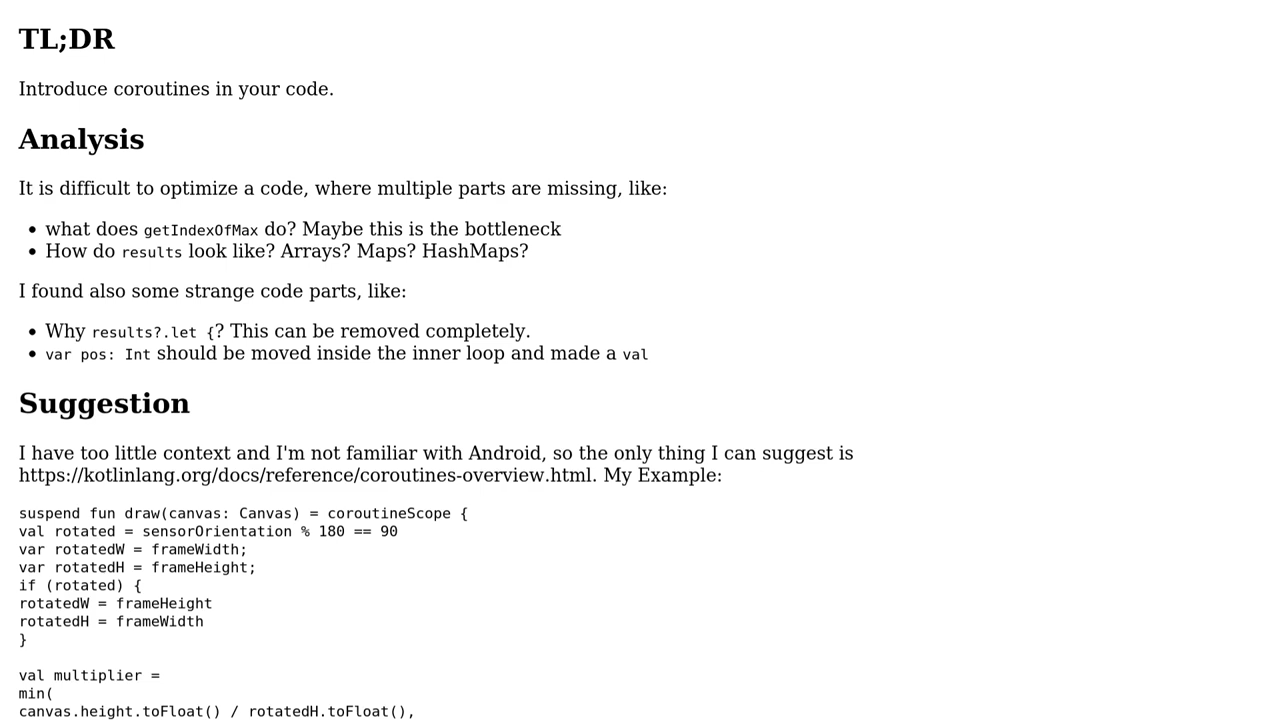 TL;DR
Introduce coroutines in your code.
Analysis
It is difficult to optimize a code, where multiple parts are missing, like:
• what does getIndexOfMax do? Maybe this is the bottleneck
• How do results look like? Arrays? Maps? HashMaps?
I found also some strange code parts, like:
• Why results?.let {? This can be removed completely.
• var pos: Int should be moved inside the inner loop and made a val
Suggestion
I have too little context and I'm not familiar with Android, so the only thing I can suggest is
https://kotlinlang.org/docs/reference/coroutines-overview.html. My Example:
suspend fun draw(canvas: Canvas) = coroutineScope {
val rotated = sensorOrientation % 180 == 90
var rotatedW = frameWidth;
var rotatedH = frameHeight;
if (rotated) {
rotatedW = frameHeight
rotatedH = frameWidth
}
val multiplier =
min(
canvas.height.toFloat() / rotatedH.toFloat(),